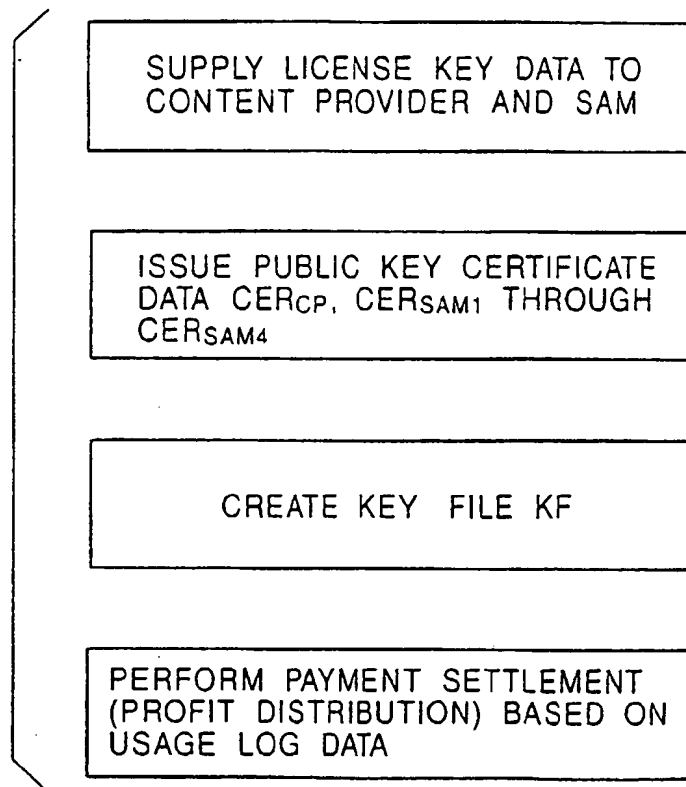 SUPPLY LICENSE KEY DATA TO
CONTENT PROVIDER AND SAM
ISSUE PUBLIC KEY CERTIFICATE
DATA CERCP, CERSAM1 THROUGH
CERSAM4
CREATE KEY FILE KF
PERFORM PAYMENT SETTLEMENT
(PROFIT DISTRIBUTION) BASED ON
USAGE LOG DATA